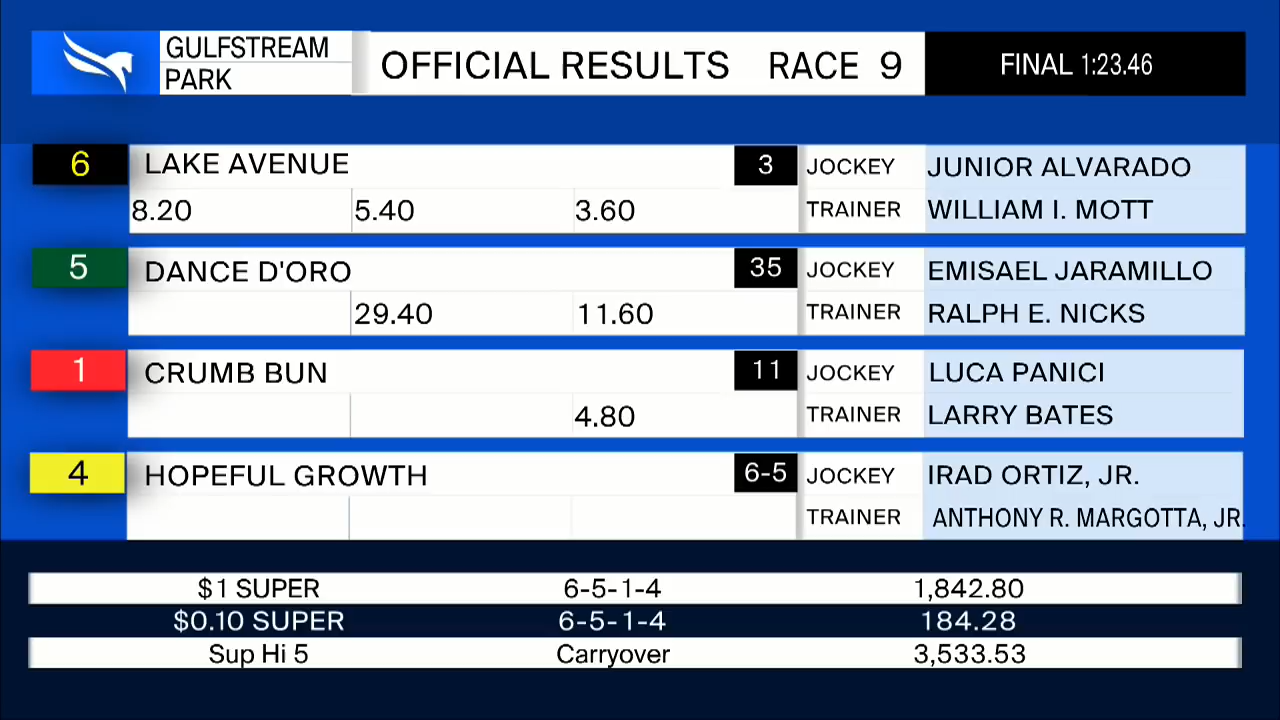 GULFSTREAM
PARK
OFFICIAL RESULTS RACE 9
FINAL 1:23.46
6 LAKE AVENUE 3 JOCKEY JUNIOR ALVARADO
8.20 5.40 3.60 TRAINER WILLIAM I. MOTT
5 DANCE D'ORO 35 JOCKEY EMISAEL JARAMILLO
29.40 11.60 TRAINER RALPH E. NICKS
1 CRUMB BUN 11 JOCKEY LUCA PANICI
4.80 TRAINER LARRY BATES
4 HOPEFUL GROWTH 6-5 JOCKEY IRAD ORTIZ, JR.
TRAINER ANTHONY R. MARGOTTA, JR.
$1 SUPER 6-5-1-4 1,842.80
$0.10 SUPER 6-5-1-4 184.28
Sup Hi 5 Carryover 3,533.53